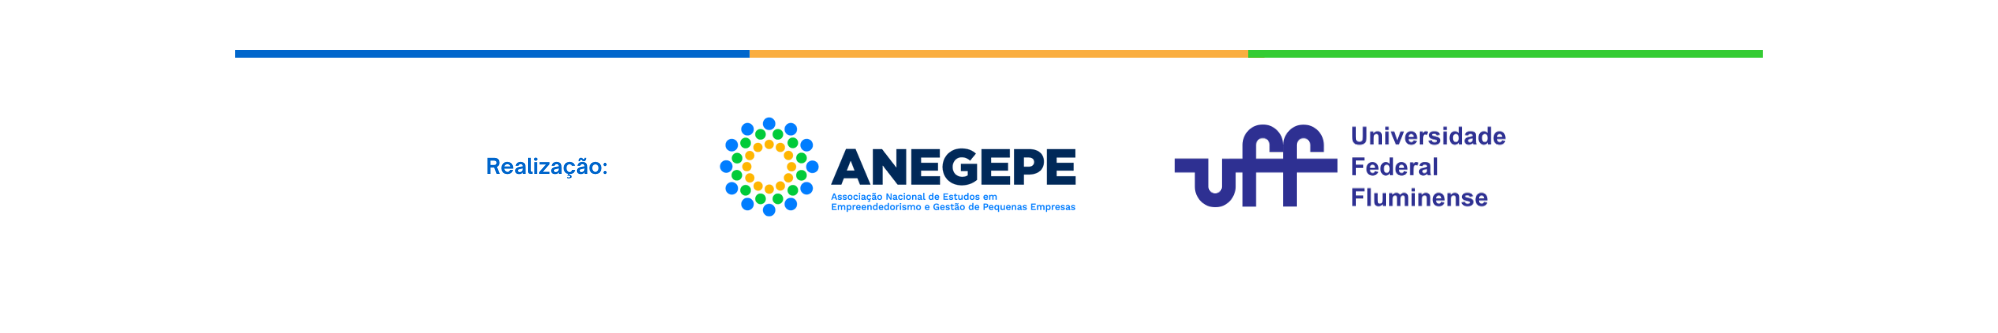 Realização:
ANEGEPE
Associação Nacional de Estudos em
Empreendedorismo e Gestão de Pequenas Empresas
uff
Universidade
Federal
Fluminense